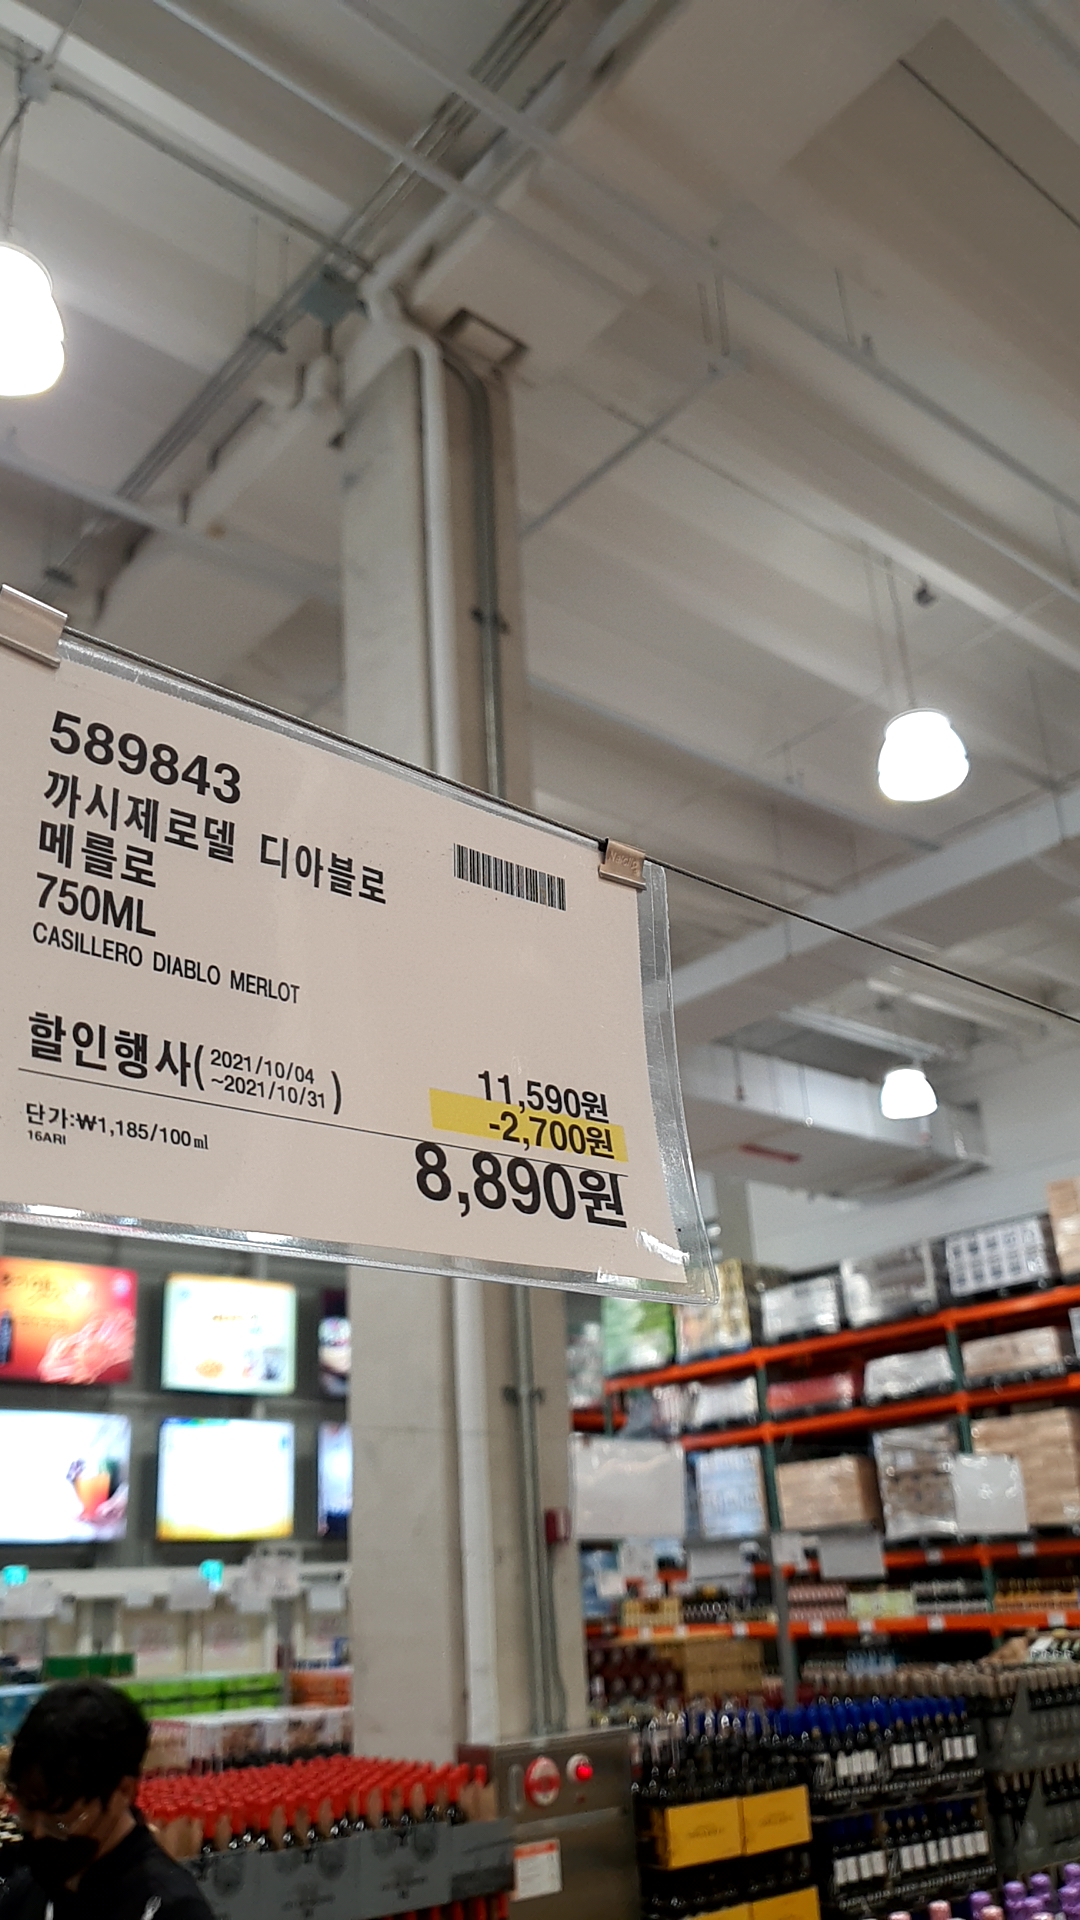 589843
까시제로델 디아블로
메를로
750ML
CASILLERO DIABLO MERLOT
할인행사(2021/10/04
~2021/10/31)
11,590원
-2,700원
8,890원
단가:₩1,185/100㎖
16ARI